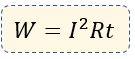 W = I²Rt